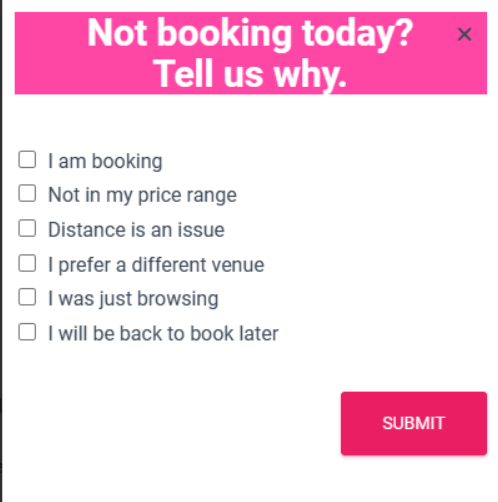 Not booking today?
Tell us why.
I am booking
Not in my price range
Distance is an issue
I prefer a different venue
I was just browsing
I will be back to book later
SUBMIT